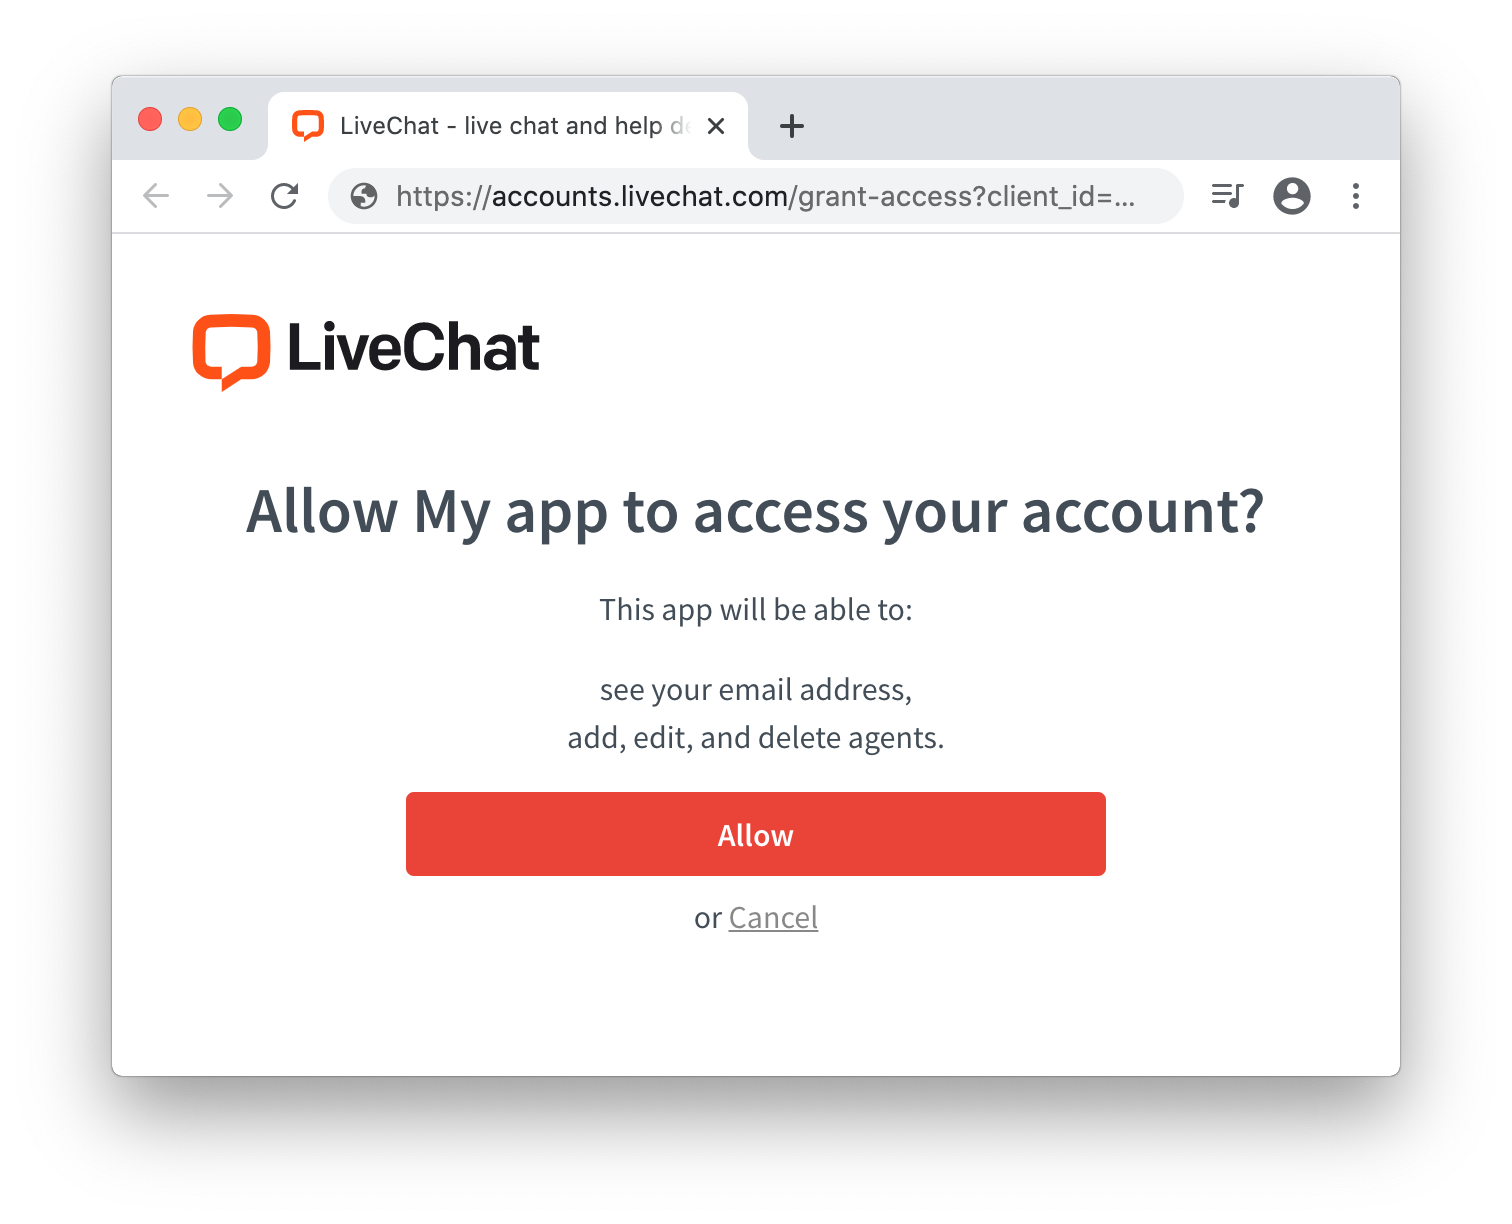 LiveChat - live chat and help de
https://accounts.livechat.com/grant-access?client_id=...
LiveChat
Allow My app to access your account?
This app will be able to:
see your email address,
add, edit, and delete agents.
Allow
or Cancel